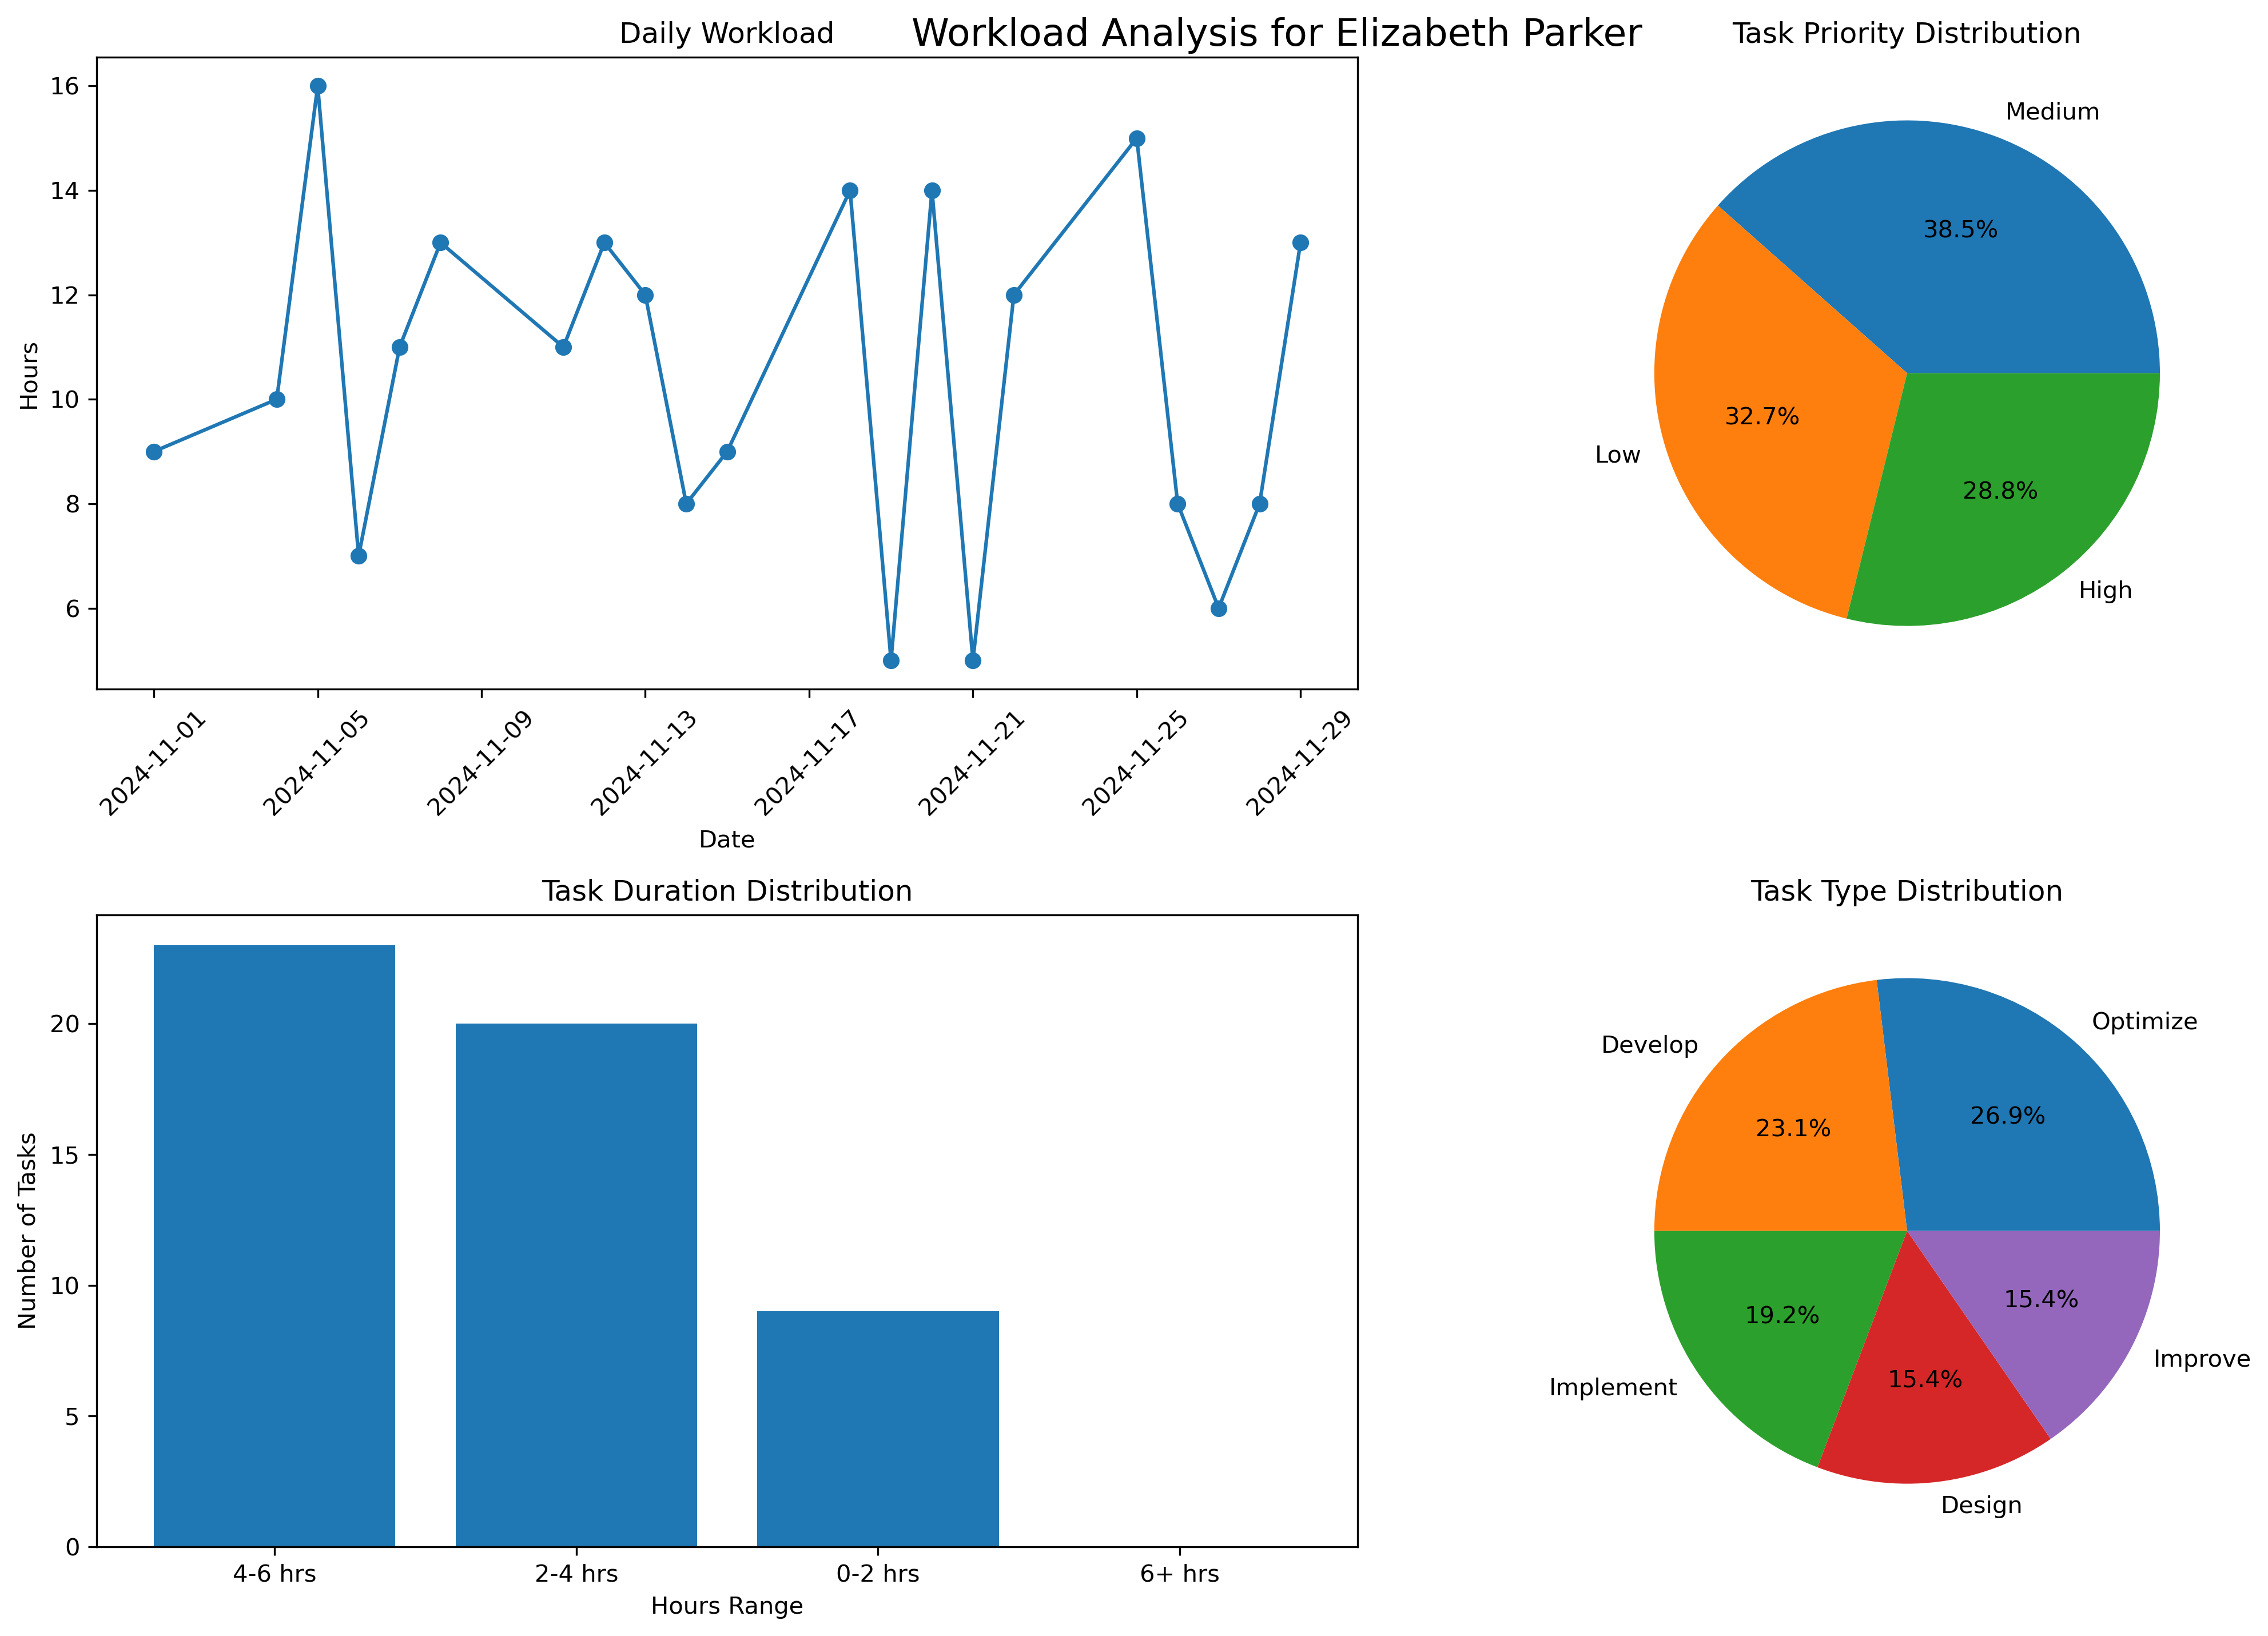 Workload Analysis for Elizabeth Parker
Daily Workload
16
14
12
10
8
6
Hours
2024-11-01
2024-11-05
2024-11-09
2024-11-13
2024-11-17
2024-11-21
2024-11-25
2024-11-29
Date
Task Priority Distribution
Medium
38.5%
Low
32.7%
High
28.8%
Task Duration Distribution
20
15
10
5
0
Number of Tasks
4-6 hrs
2-4 hrs
0-2 hrs
6+ hrs
Hours Range
Task Type Distribution
Optimize
26.9%
Develop
23.1%
Implement
19.2%
Design
15.4%
Improve
15.4%